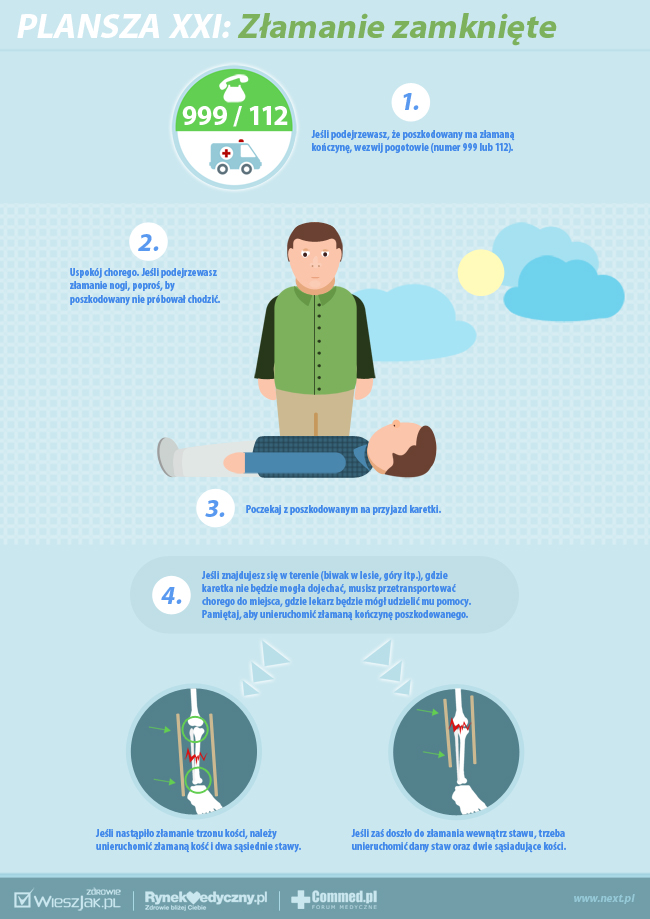 PLANSZA XXI: Złamanie zamknięte
999 / 112
1.
Jeśli podejrzewasz, że poszkodowany ma złamaną
kończynę, wezwij pogotowie (numer 999 lub 112).
2.
Uspokój chorego. Jeśli podejrzewasz
złamanie nogi, poproś, by
poszkodowany nie próbował chodzić.
3.
Poczekaj z poszkodowanym na przyjazd karetki.
4.
Jeśli znajdujesz się w terenie (biwak w lesie, góry itp.), gdzie
karetka nie będzie mogła dojechać, musisz przetransportować
chorego do miejsca, gdzie lekarz będzie mógł udzielić mu pomocy.
Pamiętaj, aby unieruchomić złamaną kończynę poszkodowanego.
Jeśli nastąpiło złamanie trzonu kości, należy
unieruchomić złamaną kość i dwa sąsiednie stawy.
Jeśli zaś doszło do złamania wewnątrz stawu, trzeba
unieruchomić dany staw oraz dwie sąsiadujące kości.
ZDROWIE
WIESZJAK.PL
RynekMedyczny.pl
Zdrowie bliżej Ciebie
Commed.pl
FORUM MEDYCZNE
www.next.pl